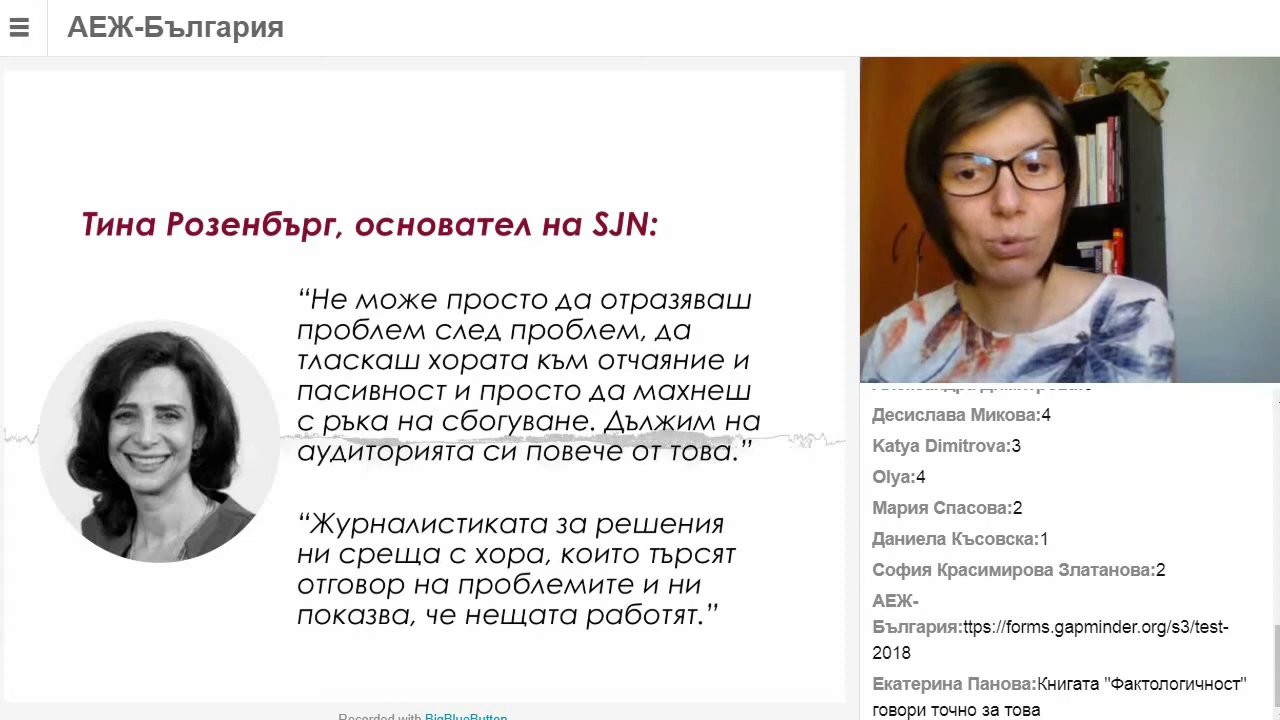 АЕЖ-България
Тина Розенбърг, основател на SJN:
“Не може просто да отразяваш
проблем след проблем, да
тласкаш хората към отчаяние и
пасивност и просто да махнеш
с ръка на сбогуване. Дължим на
аудиторията си повече от това.”
“Журналистиката за решения
ни среща с хора, които търсят
отговор на проблемите и ни
показва, че нещата работят.”
Recorded with BigBlueButton
Десислава Микова:4
Katya Dimitrova:3
Olya:4
Мария Спасова:2
Даниела Късовска:1
София Красимирова Златанова:2
АЕЖ-
България:ttps://forms.gapminder.org/s3/test-
2018
Екатерина Панова:Книгата "Фактологичност"
говори точно за това